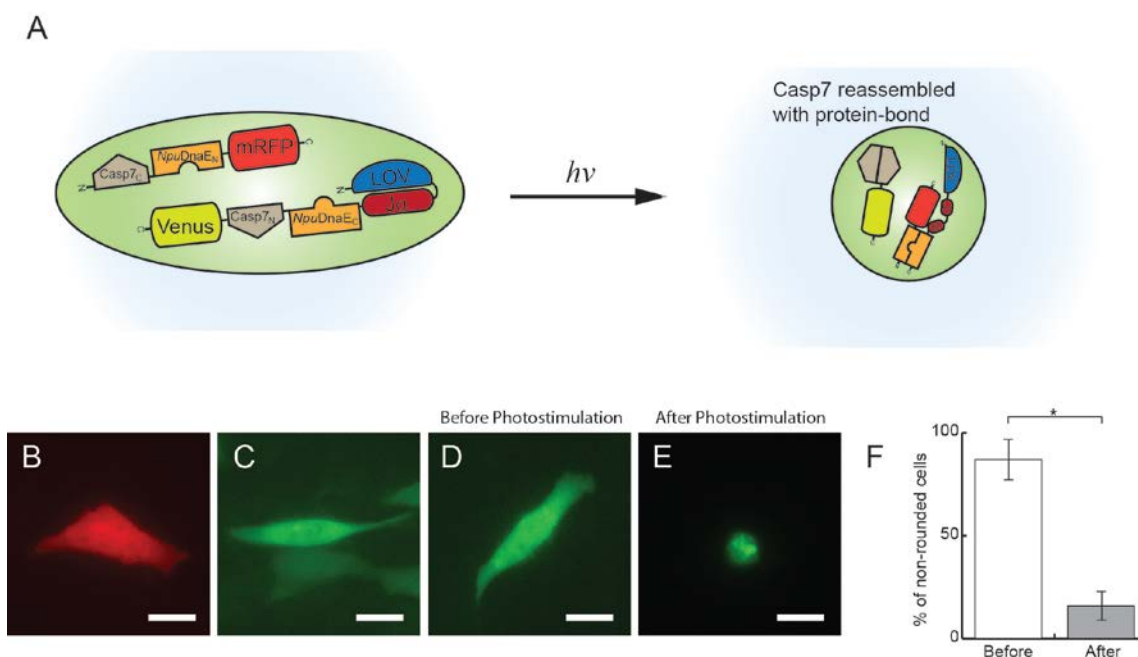 A
Casp7 reassembled
with protein-bond
Casp7C
NpuDnaEN
mRFP
C
N
LOV
N
Jα
Venus
Casp7N
NpuDnaEC
C
hν
C
C
Before Photostimulation
After Photostimulation
B
C
D
E
F
*
% of non-rounded cells
100
50
0
Before
After